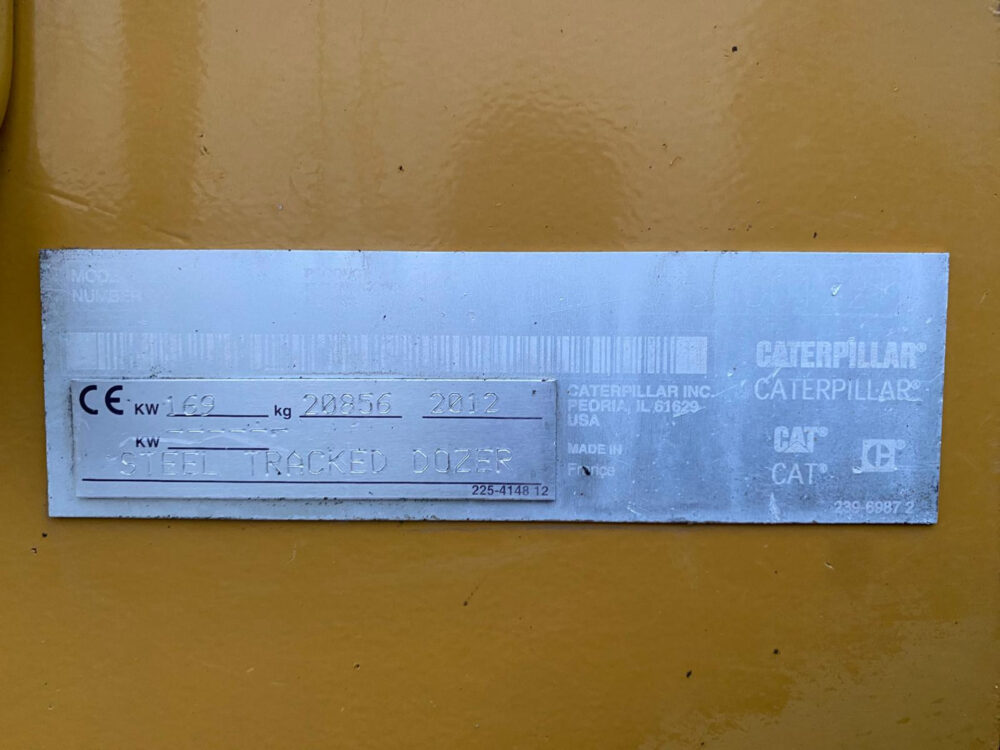 NUMBER
CATERPILLAR®
CATERPILLAR®
CE KW 169 kg 20856 2012
KW ------
STEEL TRACKED DOZER
225-4148 12
CATERPILLAR INC.
PEORIA, IL 61629
USA
MADE IN
France
CAT®
CAT®
239-6987 2